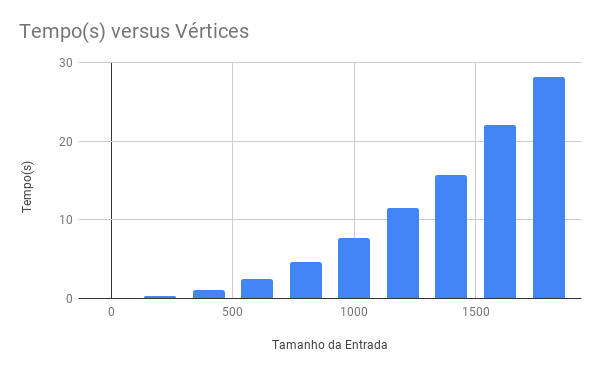 Tempo(s) versus Vértices
30
20
10
0
Tempo(s)
0 500 1000 1500
Tamanho da Entrada